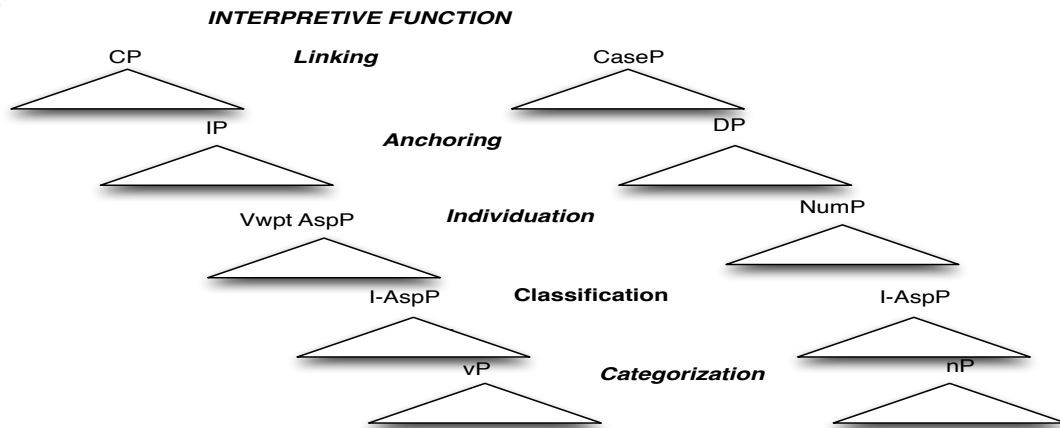 INTERPRETIVE FUNCTION
CP Linking CaseP
IP Anchoring DP
Vwpt AspP Individuation NumP
I-AspP Classification I-AspP
vP Categorization nP